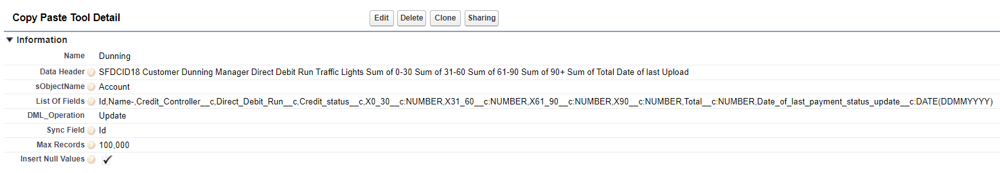 Copy Paste Tool Detail Edit Delete Clone Sharing
Information
Name Dunning
Data Header ? SFDCID18 Customer Dunning Manager Direct Debit Run Traffic Lights Sum of 0-30 Sum of 31-60 Sum of 61-90 Sum of 90+ Sum of Total Date of last Upload
sObjectName ? Account
List Of Fields ? Id,Name-,Credit_Controller__c,Direct_Debit_Run__c,Credit_status__c,X0_30__c:NUMBER,X31_60__c:NUMBER,X61_90__c:NUMBER,X90__c:NUMBER,Total__c:NUMBER,Date_of_last_payment_status_update__c:DATE(DDMMYYYY)
DML_Operation Update
Sync Field ? Id
Max Records ? 100,000
Insert Null Values ?